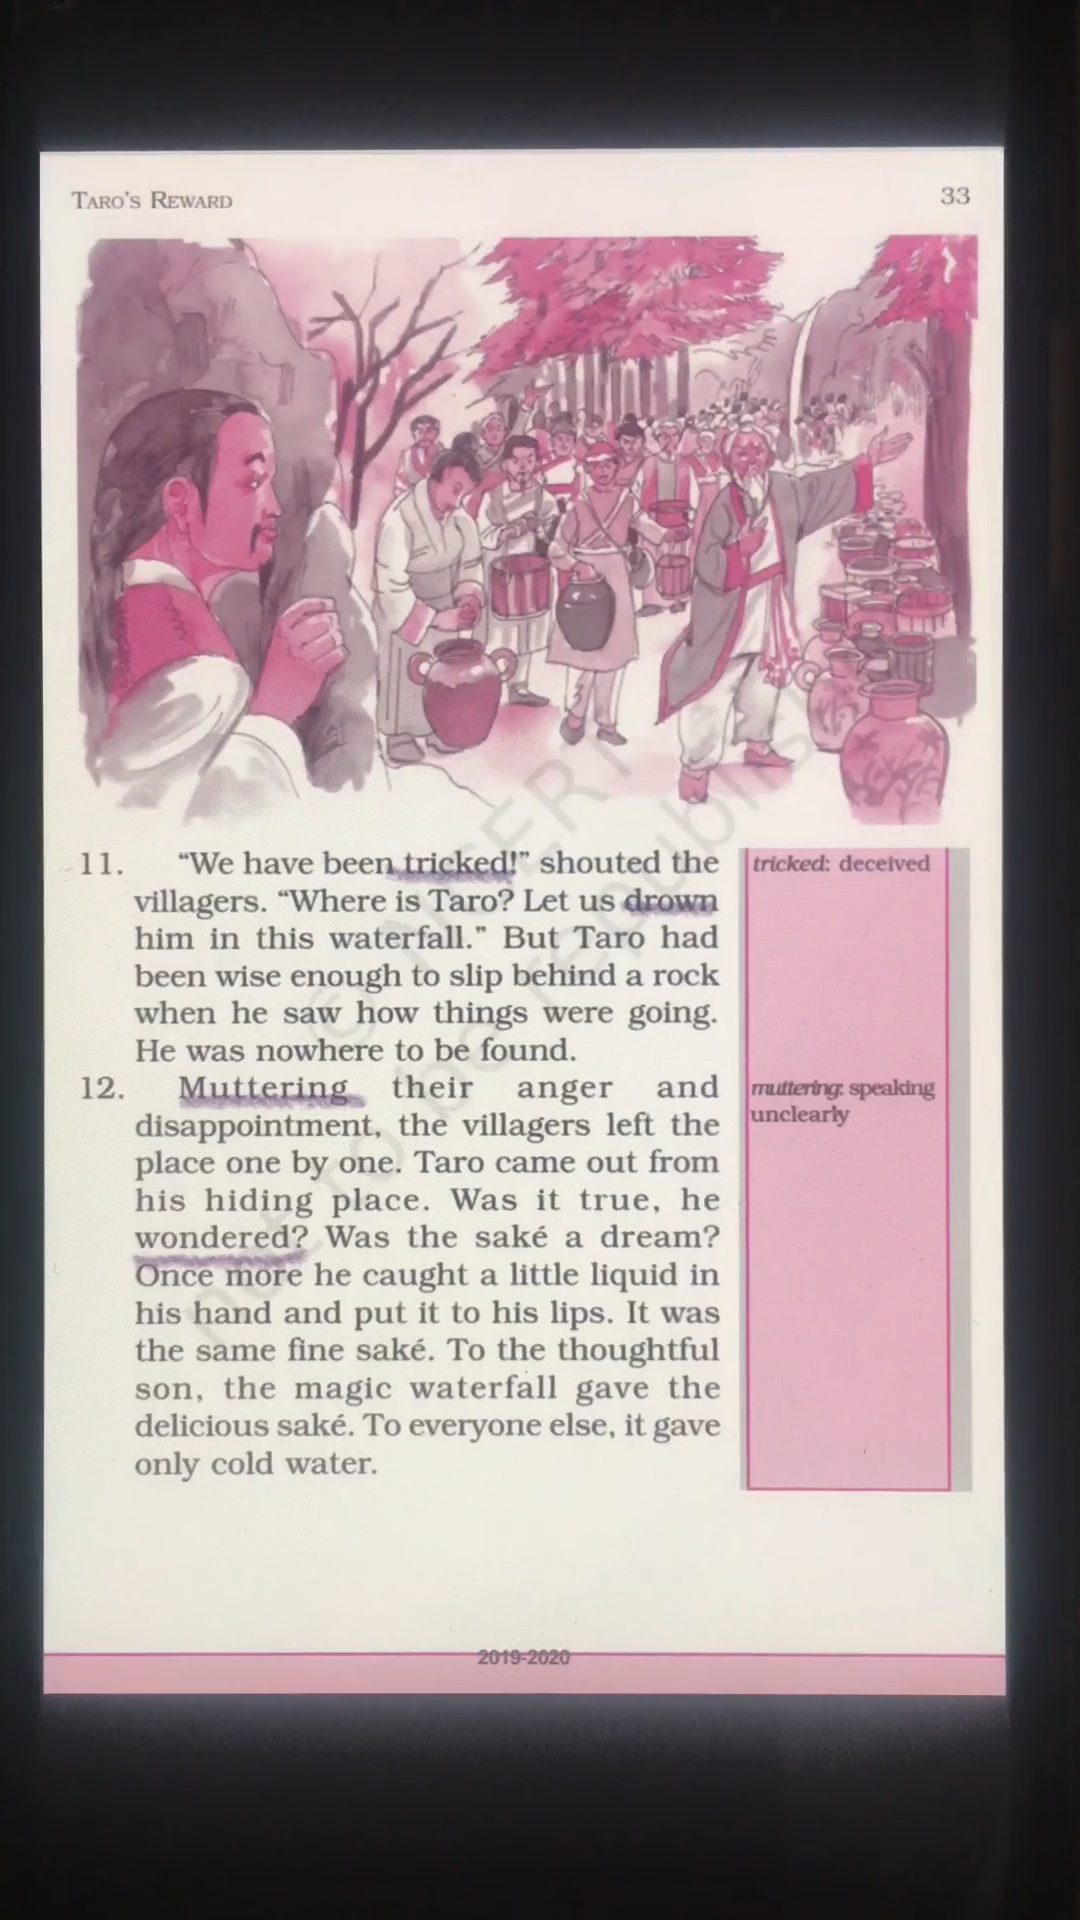 TARO'S REWARD
33
11. “We have been tricked!” shouted the
villagers. “Where is Taro? Let us drown
him in this waterfall.” But Taro had
been wise enough to slip behind a rock
when he saw how things were going.
He was nowhere to be found.
12. Muttering their anger and
disappointment, the villagers left the
place one by one. Taro came out from
his hiding place. Was it true, he
wondered? Was the saké a dream?
Once more he caught a little liquid in
his hand and put it to his lips. It was
the same fine saké. To the thoughtful
son, the magic waterfall gave the
delicious saké. To everyone else, it gave
only cold water.
tricked: deceived
muttering: speaking
unclearly
© NCERT
not to be republished
2019-2020